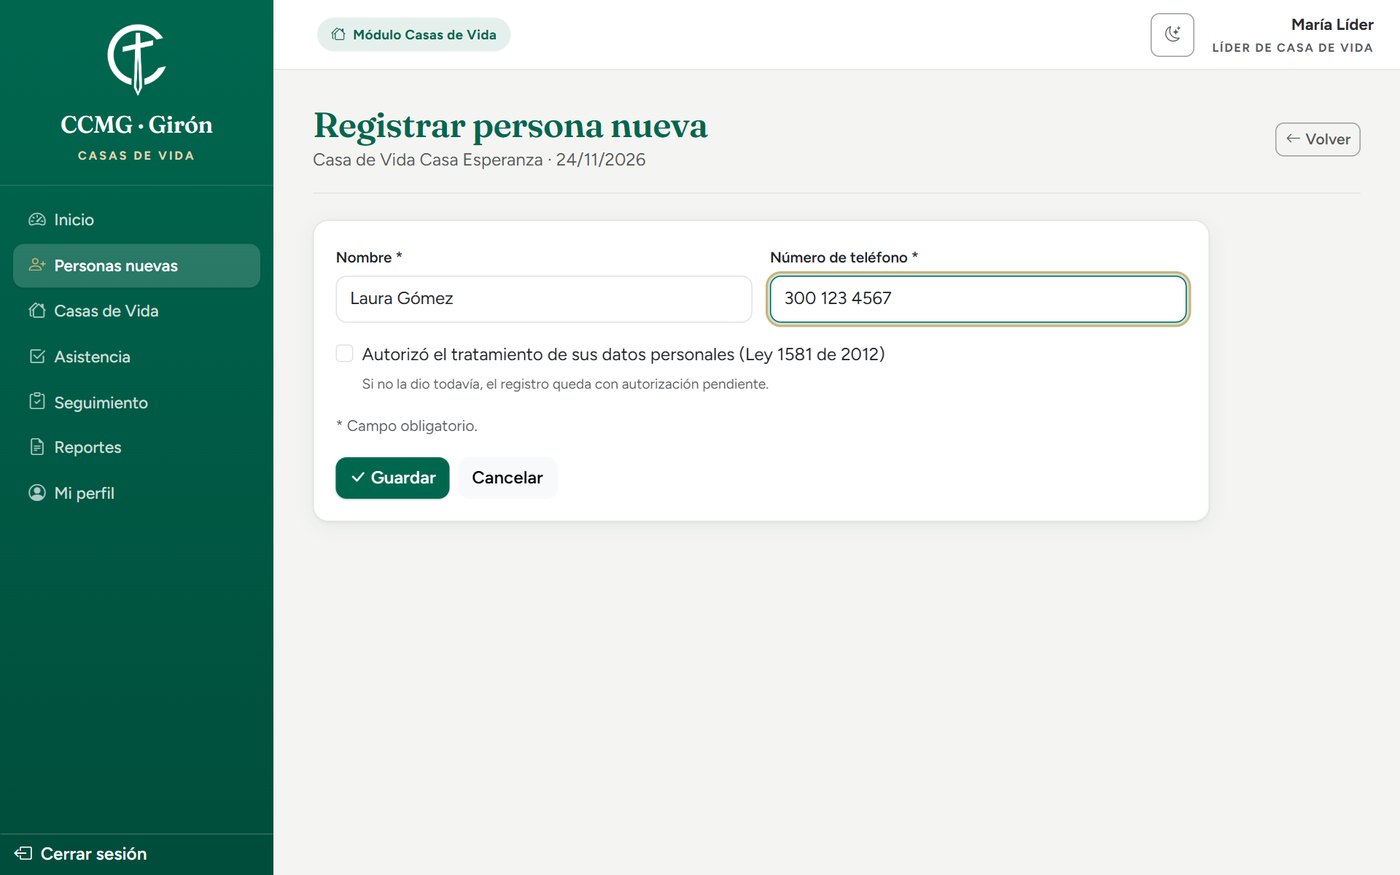 CCMG · Girón
CASAS DE VIDA
Inicio
Personas nuevas
Casas de Vida
Asistencia
Seguimiento
Reportes
Mi perfil
Cerrar sesión
Módulo Casas de Vida
María Líder
LÍDER DE CASA DE VIDA
Registrar persona nueva
Casa de Vida Casa Esperanza · 24/11/2026
← Volver
Nombre *
Laura Gómez
Número de teléfono *
300 123 4567
Autorizó el tratamiento de sus datos personales (Ley 1581 de 2012)
Si no la dio todavía, el registro queda con autorización pendiente.
* Campo obligatorio.
Guardar
Cancelar